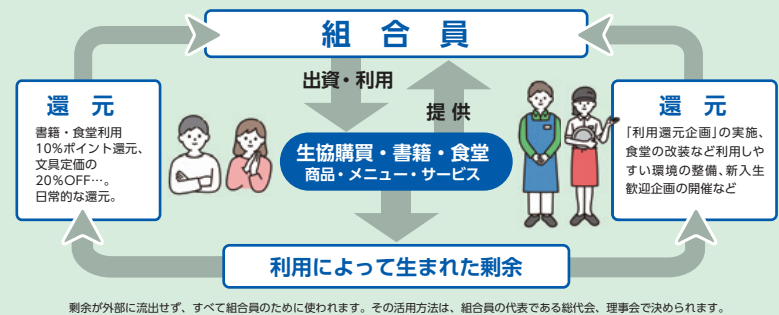 組合員
出資・利用
提供
還元
書籍・食堂利用
10%ポイント還元、
文具定価の
20%OFF…。
日常的な還元。
生協購買・書籍・食堂
商品・メニュー・サービス
還元
「利用還元企画」の実施、
食堂の改装など利用しや
すい環境の整備、新入生
歓迎企画の開催など
利用によって生まれた剰余
剰余が外部に流出せず、すべて組合員のために使われます。その活用方法は、組合員の代表である総代会、理事会で決められます。